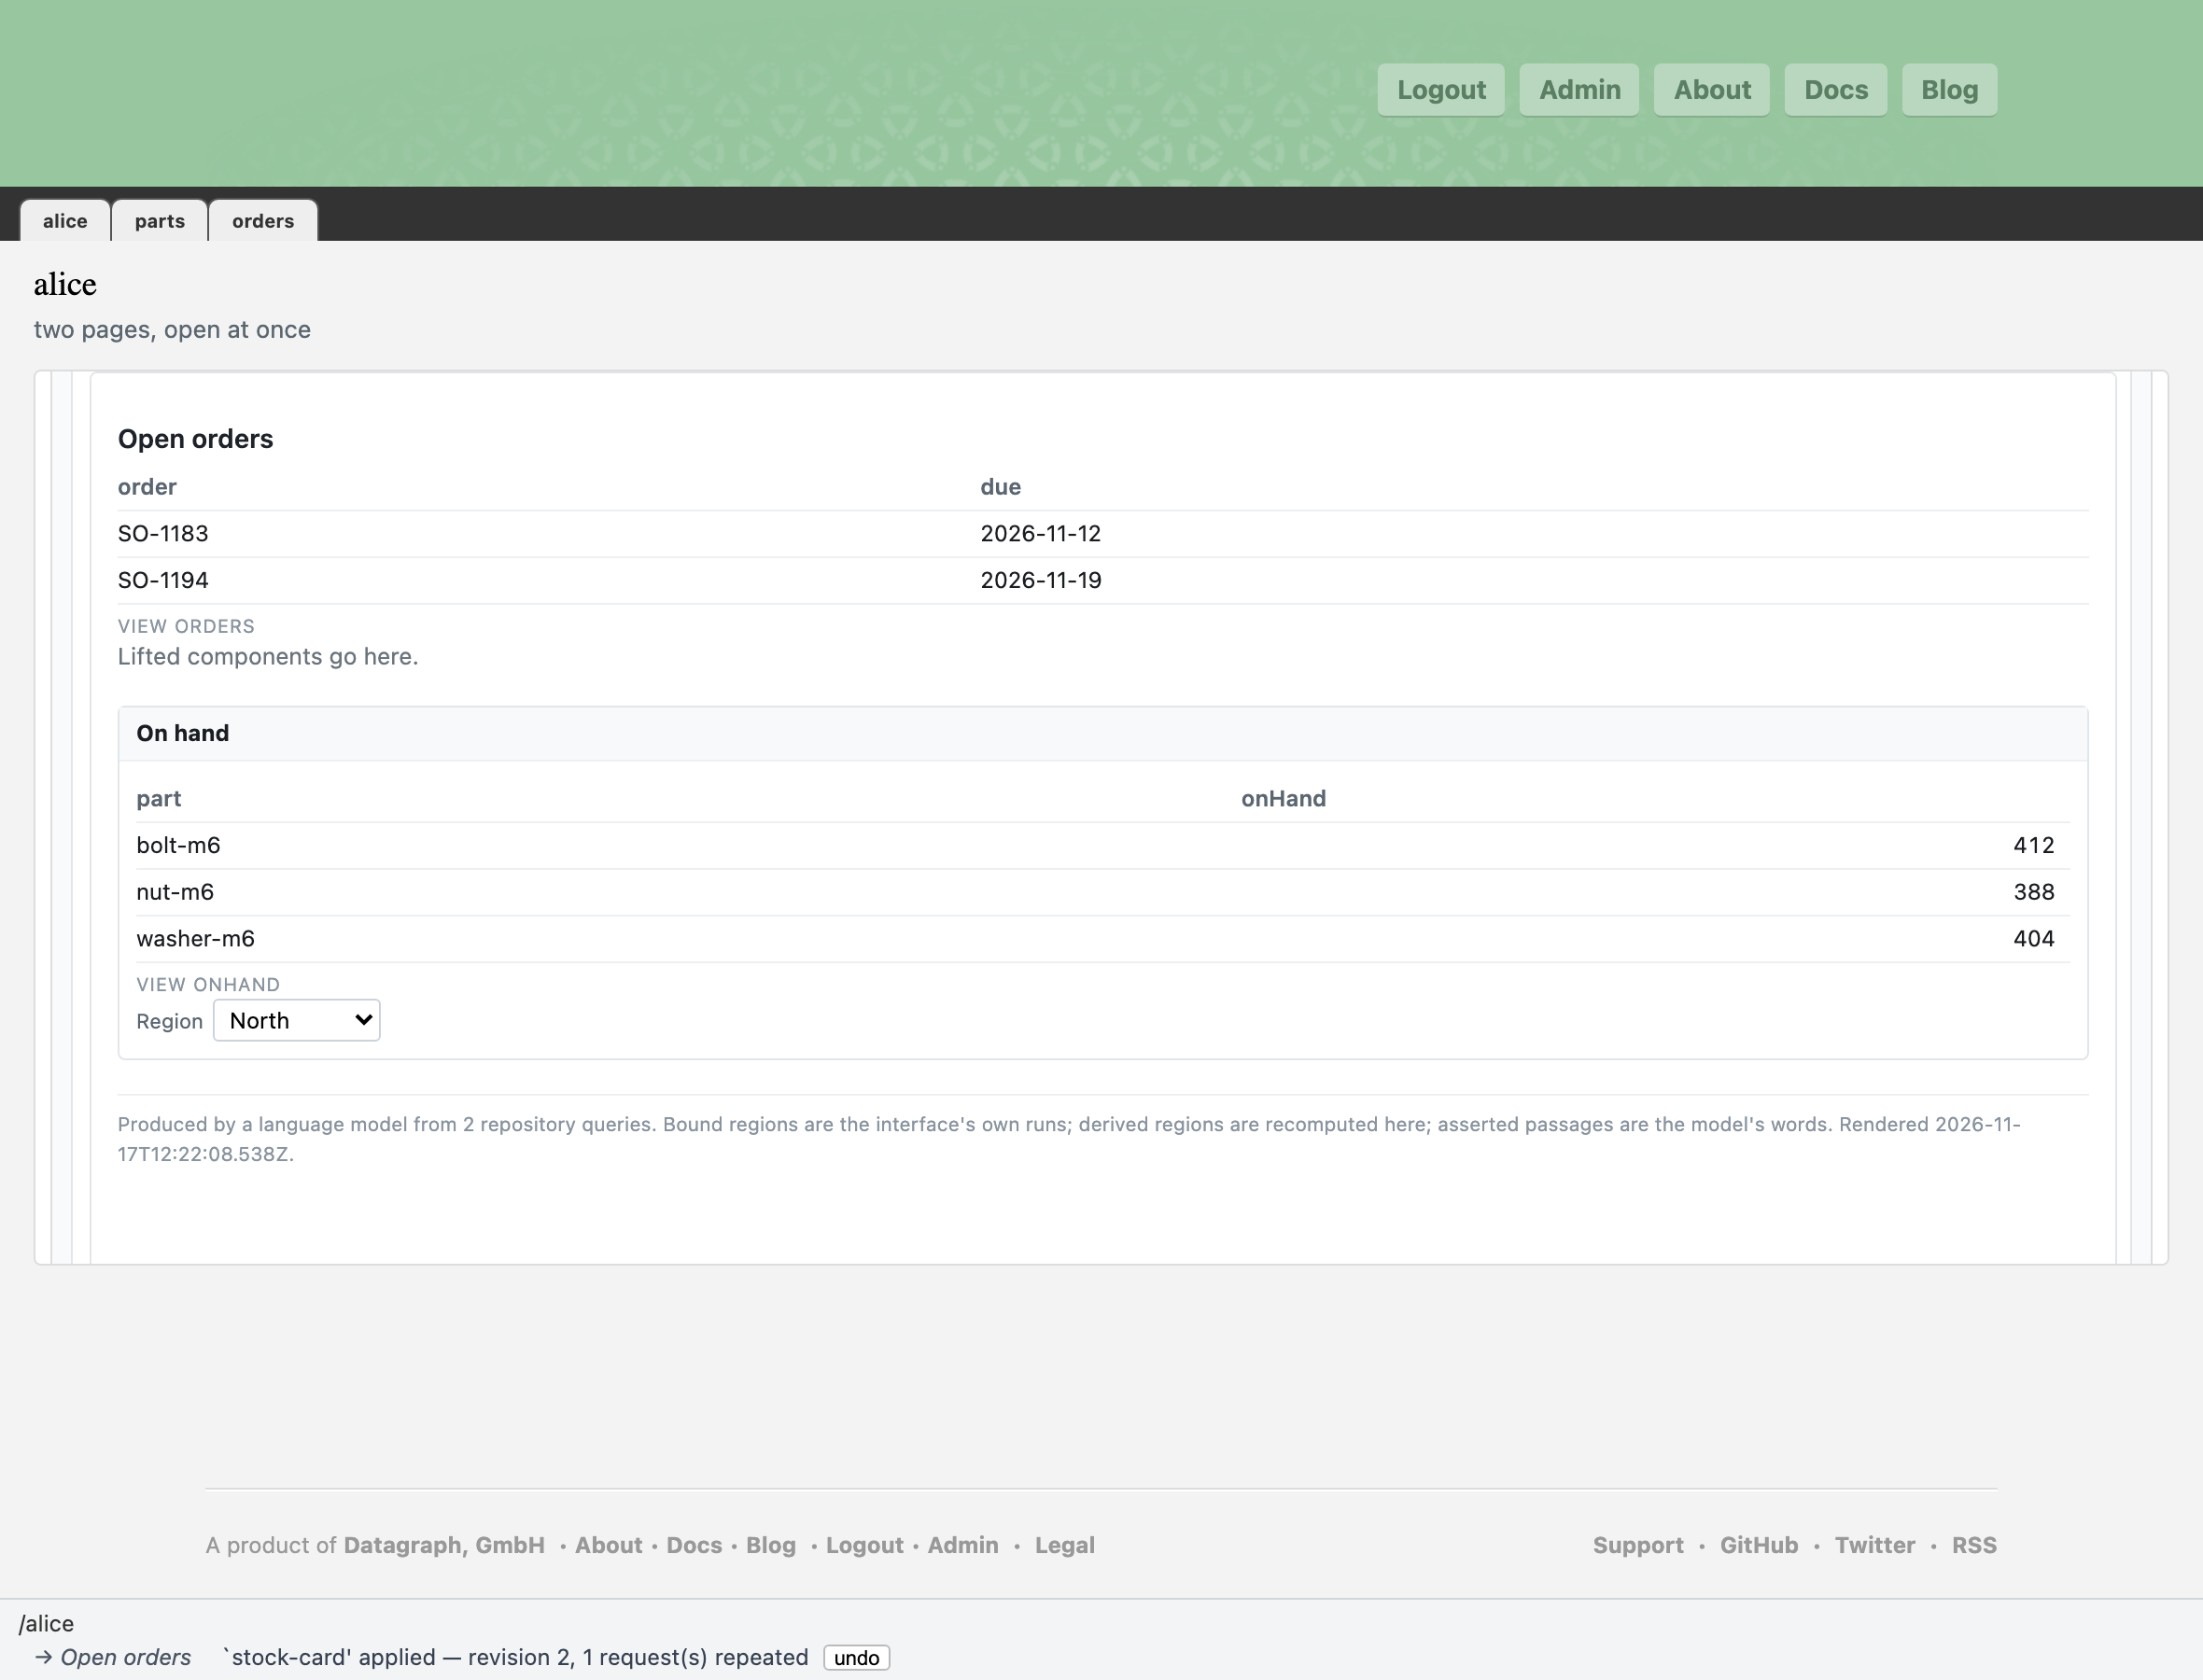 Logout Admin About Docs Blog
alice parts orders
alice
two pages, open at once
Open orders
order due
SO-1183 2026-11-12
SO-1194 2026-11-19
VIEW ORDERS
Lifted components go here.
On hand
part onHand
bolt-m6 412
nut-m6 388
washer-m6 404
VIEW ONHAND
Region North
Produced by a language model from 2 repository queries. Bound regions are the interface's own runs; derived regions are recomputed here; asserted passages are the model's words. Rendered 2026-11-
17T12:22:08.538Z.
A product of Datagraph, GmbH · About · Docs · Blog · Logout · Admin · Legal Support · GitHub · Twitter · RSS
/alice
→ Open orders `stock-card' applied — revision 2, 1 request(s) repeated undo